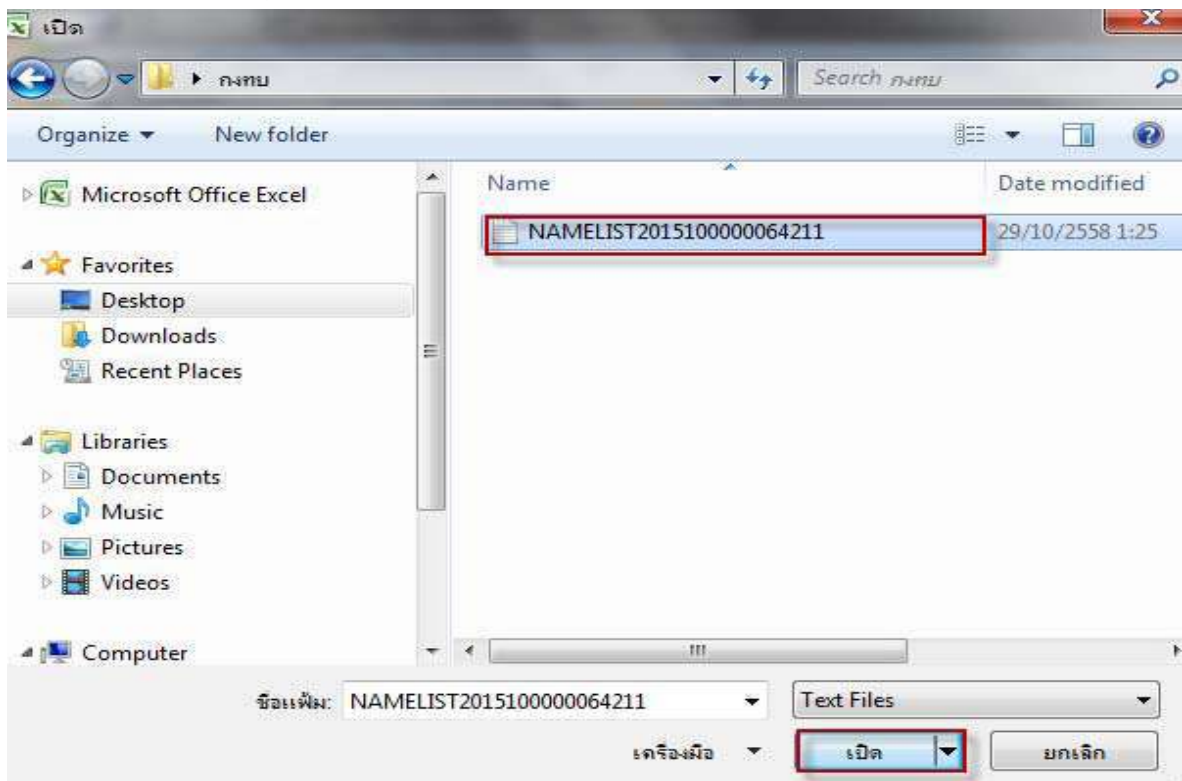 เปิด
กงทบ
Search กงทบ
Organize New folder
Microsoft Office Excel
Favorites
Desktop
Downloads
Recent Places
Libraries
Documents
Music
Pictures
Videos
Computer
Name Date modified
NAMELIST2015100000064211 29/10/2558 1:25
ชื่อแฟ้ม: NAMELIST2015100000064211 Text Files
เครื่องมือ เปิด ยกเลิก